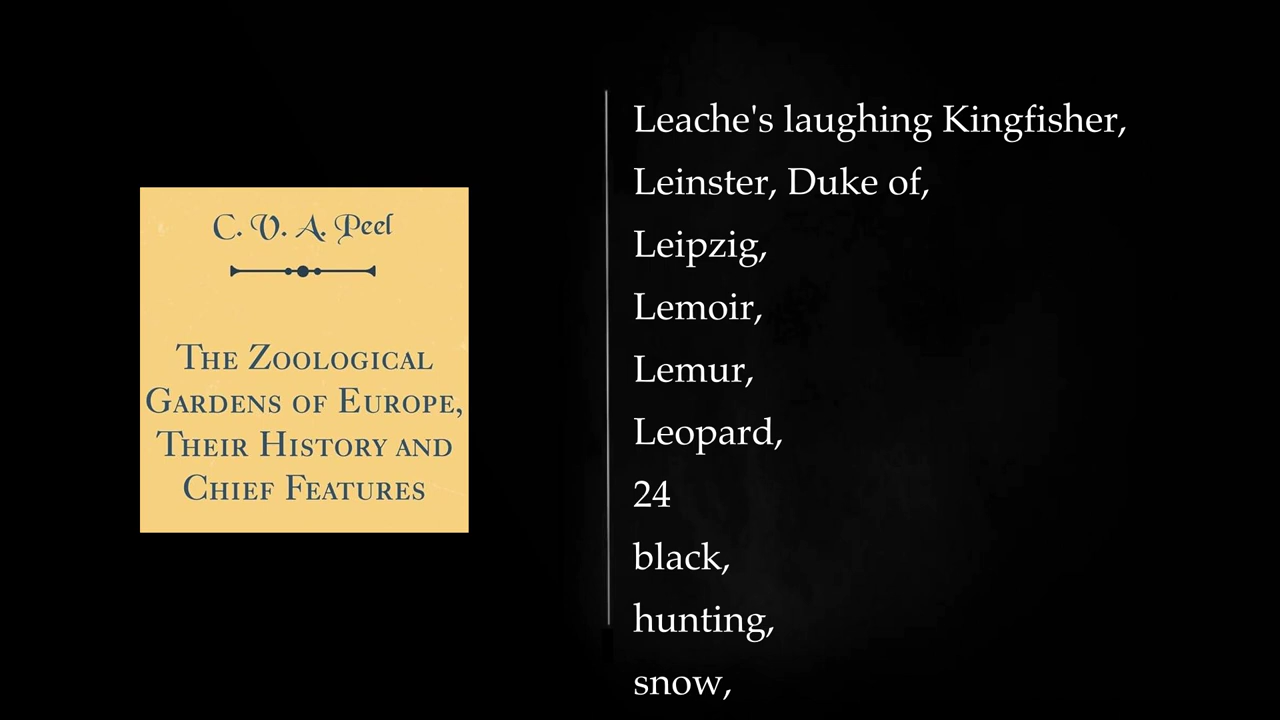 C. V. A. Peel
The Zoological
Gardens of Europe,
Their History and
Chief Features
Leache's laughing Kingfisher,
Leinster, Duke of,
Leipzig,
Lemoir,
Lemur,
Leopard,
24
black,
hunting,
snow,